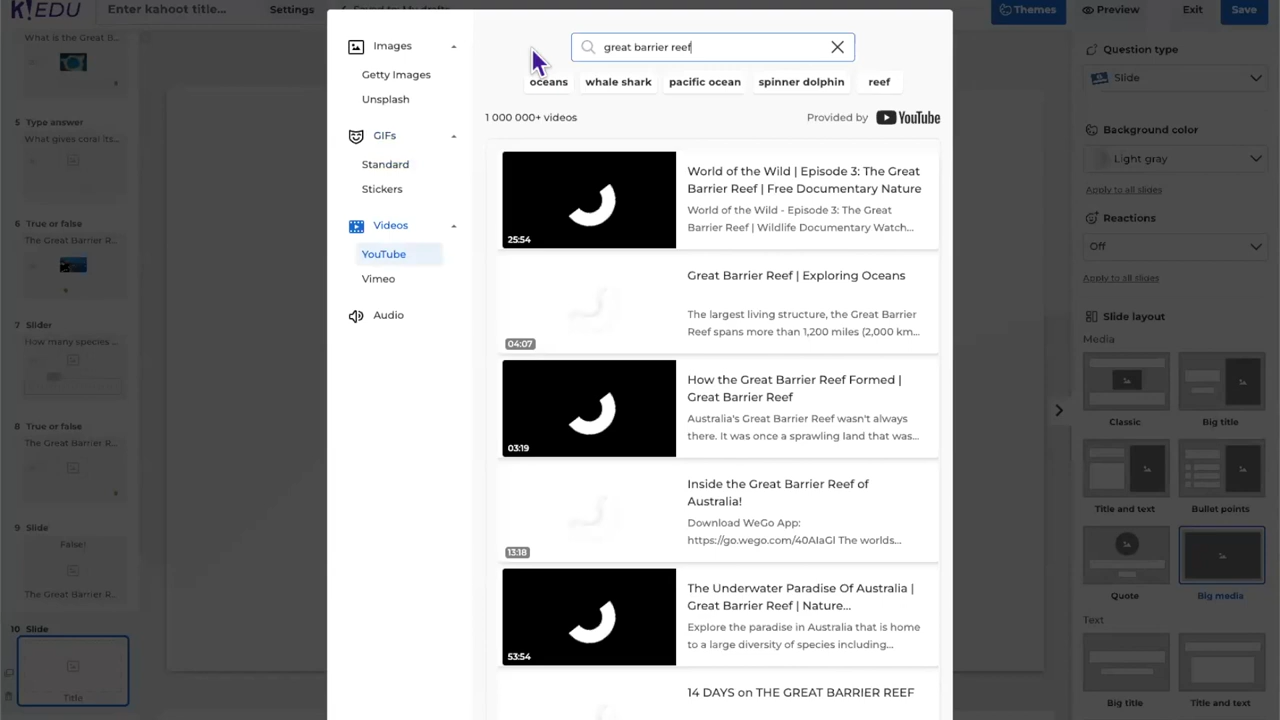 K!EDU
Enter kahoot title...
Settings
Themes
Preview
Exit
Save
What is the Great B...
5 Type answer
What gives coral its...
6 True or false
The Great Barrier R...
7 Slider
How many species ...
8 True or false
The Great Barrier R...
9 Slide
False!
The Great Barrier R...
10 Slide
Title
Images
Getty Images
Unsplash
GIFs
Standard
Stickers
Videos
YouTube
Vimeo
Audio
great barrier reef
oceans
whale shark
pacific ocean
spinner dolphin
reef
1 000 000+ videos
Provided by YouTube
25:54
World of the Wild | Episode 3: The Great
Barrier Reef | Free Documentary Nature
World of the Wild - Episode 3: The Great
Barrier Reef | Wildlife Documentary Watch...
04:07
Great Barrier Reef | Exploring Oceans
The largest living structure, the Great Barrier
Reef spans more than 1,200 miles (2,000 km...
03:19
How the Great Barrier Reef Formed |
Great Barrier Reef
Australia's Great Barrier Reef wasn't always
there. It was once a sprawling land that was...
13:18
Inside the Great Barrier Reef of
Australia!
Download WeGo App:
https://go.wego.com/40AIaGl The worlds...
53:54
The Underwater Paradise Of Australia |
Great Barrier Reef | Nature...
Explore the paradise in Australia that is home
to a large diversity of species including...
14 DAYS on THE GREAT BARRIER REEF
Question type
Slide
Background color
Light gray
Apply to all slides
Reactions
Off
Apply to all slides
Slide layout
Media
Classic
Big title
Title and text
Bullet points
Quote
Big media
Text
Big title
Title and text